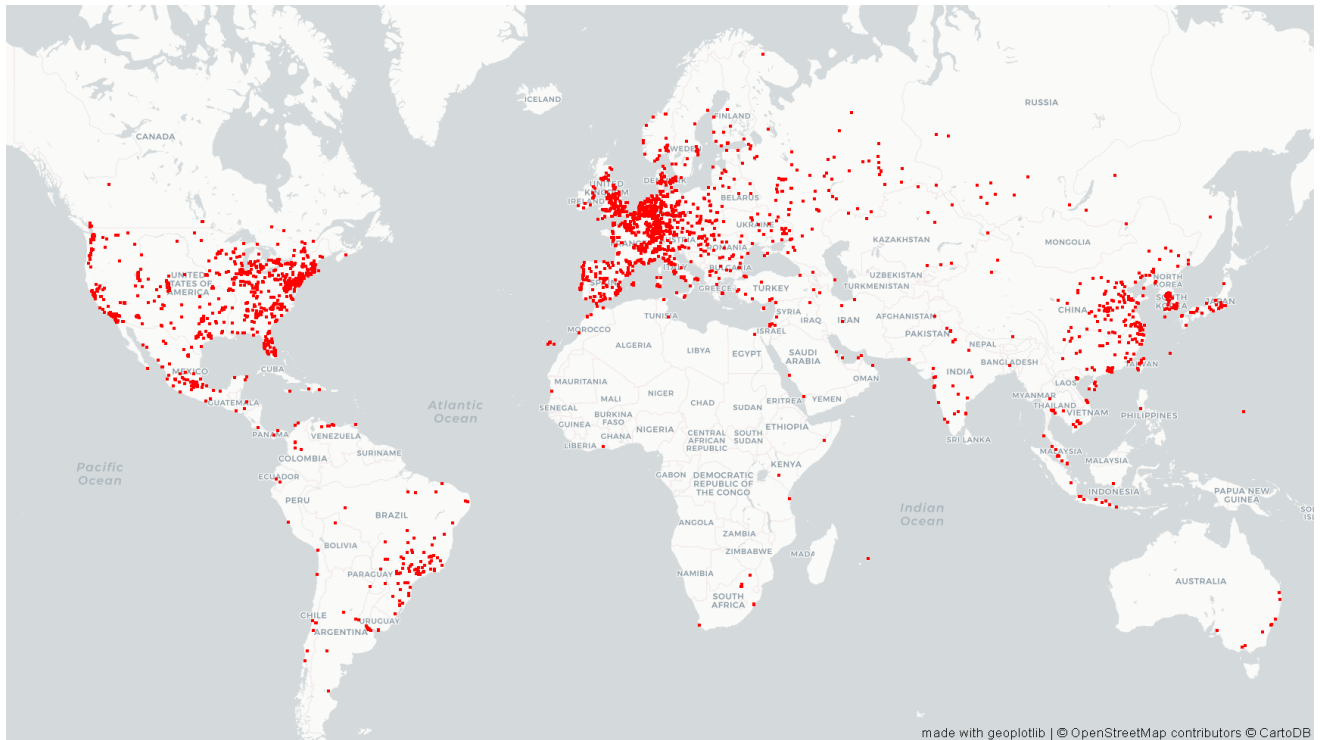 ICELAND
RUSSIA
FINLAND
CANADA
SWEDEN
UNITED
KINGDOM
IRELAND
BELARUS
UKRAINE
KAZAKHSTAN
MONGOLIA
ROMANIA
BULGARIA
UNITED
STATES OF
AMERICA
UZBEKISTAN
TURKMENISTAN
NORTH
KOREA
SOUTH
KOREA
JAPAN
SPAIN
GREECE
TURKEY
CHINA
TUNISIA
SYRIA
IRAQ
IRAN
AFGHANISTAN
MOROCCO
ISRAEL
PAKISTAN
ALGERIA
LIBYA
EGYPT
SAUDI
ARABIA
NEPAL
BANGLADESH
TAIWAN
CUBA
MEXICO
INDIA
OMAN
MAURITANIA
LAOS
MYANMAR
MALI
NIGER
CHAD
SUDAN
ERITREA
YEMEN
GUATEMALA
Atlantic
Ocean
SENEGAL
BURKINA
FASO
THAILAND
VIETNAM
PHILIPPINES
GUINEA
NIGERIA
ETHIOPIA
PANAMA
VENEZUELA
GHANA
LIBERIA
CENTRAL
AFRICAN
REPUBLIC
SOUTH
SUDAN
SRI LANKA
COLOMBIA
SURINAME
MALAYSIA
MALAYSIA
Pacific
Ocean
ECUADOR
GABON
DEMOCRATIC
REPUBLIC OF
THE CONGO
KENYA
INDONESIA
PAPUA NEW
GUINEA
PERU
BRAZIL
Indian
Ocean
SO
ISL
ANGOLA
ZAMBIA
BOLIVIA
ZIMBABWE
MADA
PARAGUAY
NAMIBIA
AUSTRALIA
SOUTH
AFRICA
CHILE
URUGUAY
ARGENTINA
made with geoplotlib | © OpenStreetMap contributors © CartoDB